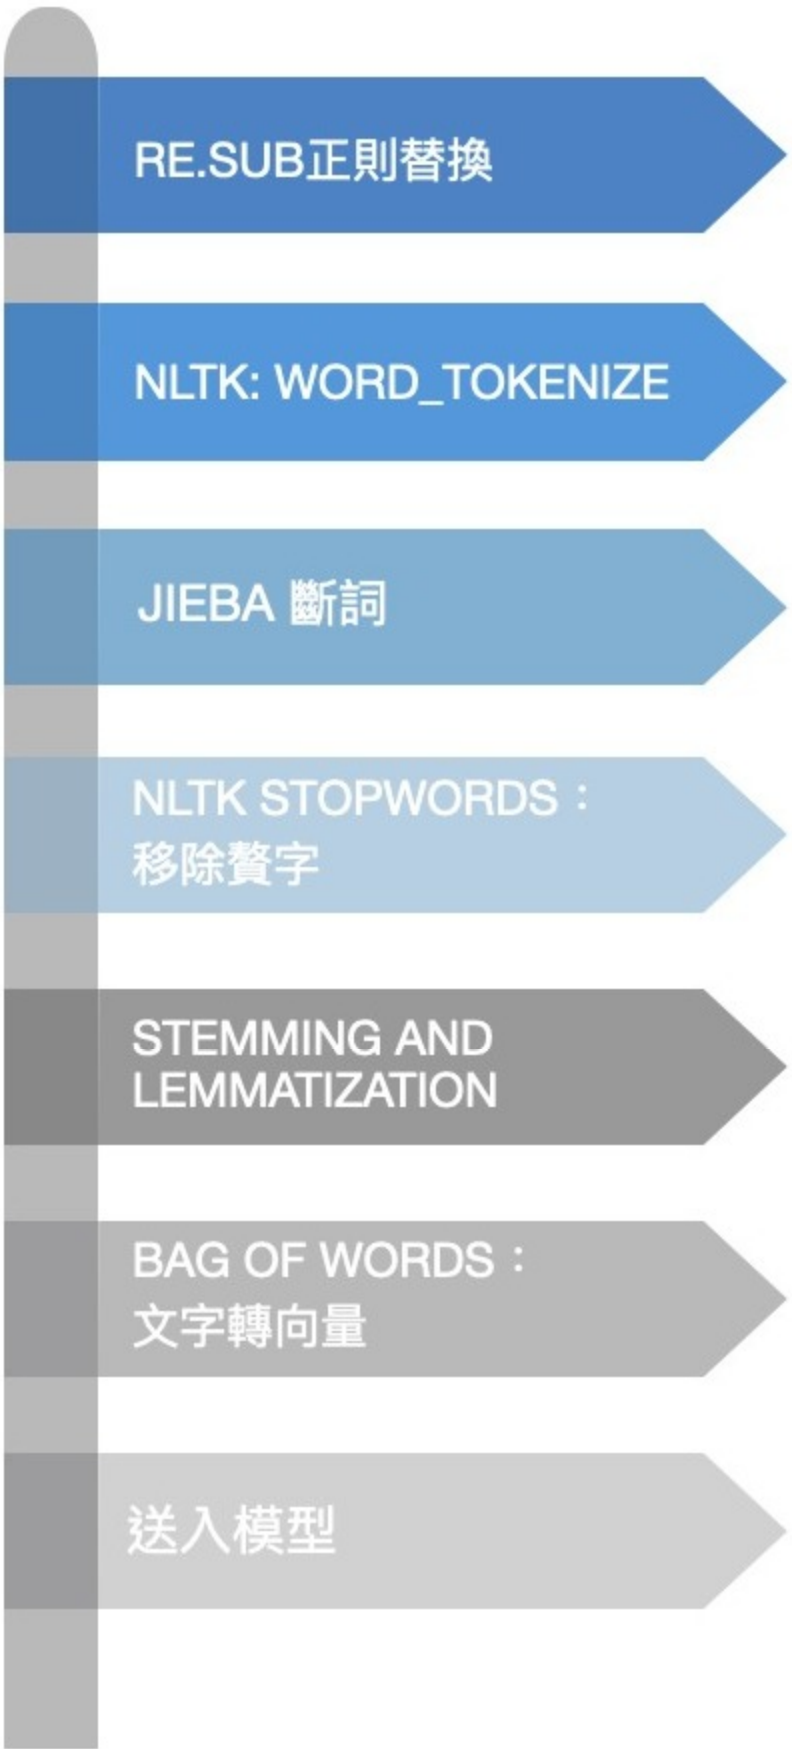 RE.SUB正則替換
NLTK: WORD_TOKENIZE
JIEBA 斷詞
NLTK STOPWORDS：
移除贅字
STEMMING AND
LEMMATIZATION
BAG OF WORDS：
文字轉向量
送入模型